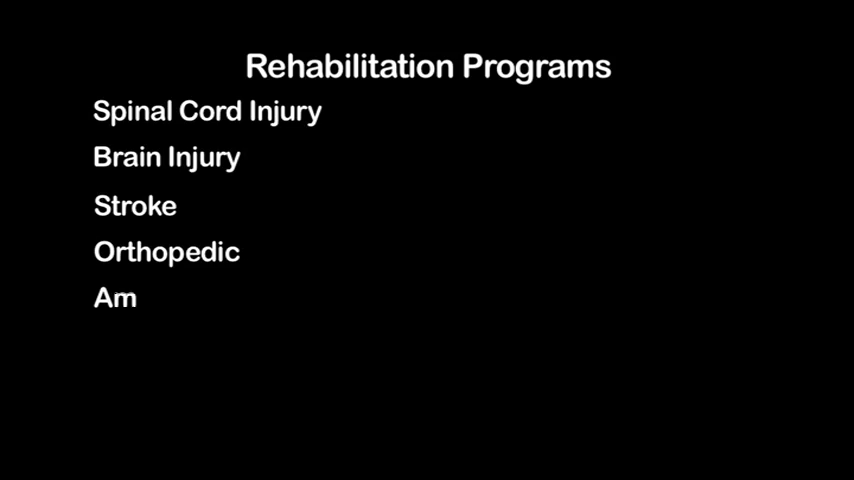 Rehabilitation Programs
Spinal Cord Injury
Brain Injury
Stroke
Orthopedic
Am